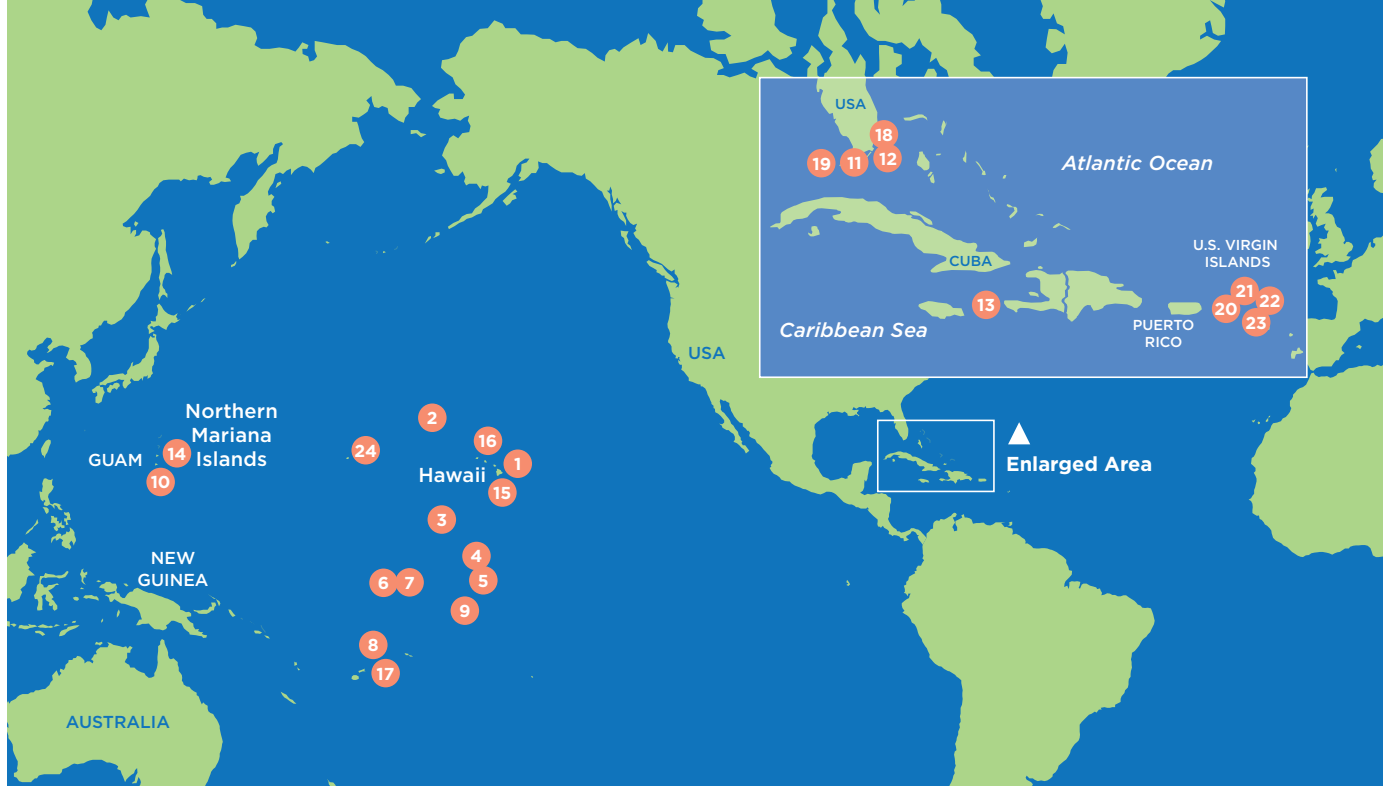 USA
18
19
11
12
Atlantic Ocean
U.S. VIRGIN
ISLANDS
CUBA
21
22
20
23
13
Caribbean Sea
PUERTO
RICO
USA
Northern
Mariana
Islands
GUAM
14
10
2
24
16
1
Hawaii
15
Enlarged Area
3
NEW
GUINEA
4
5
6
7
9
8
17
AUSTRALIA